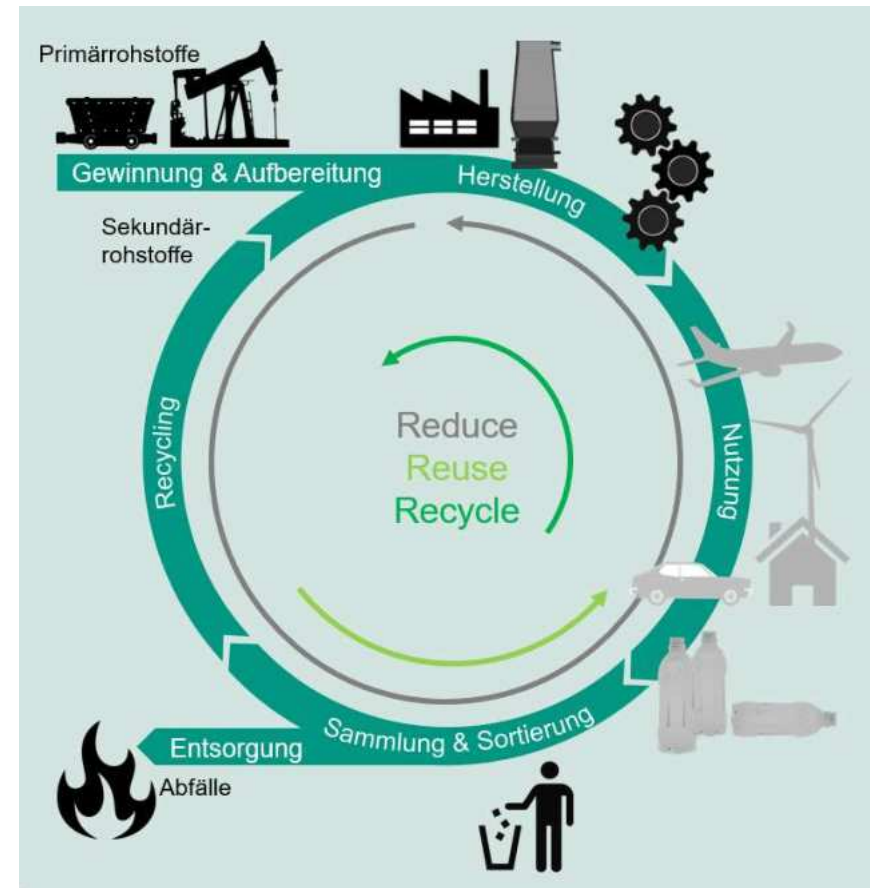 Primärrohstoffe
Gewinnung & Aufbereitung
Herstellung
Sekundär-
rohstoffe
Recycling
Reduce
Reuse
Recycle
Nutzung
Sammlung & Sortierung
Entsorgung
Abfälle